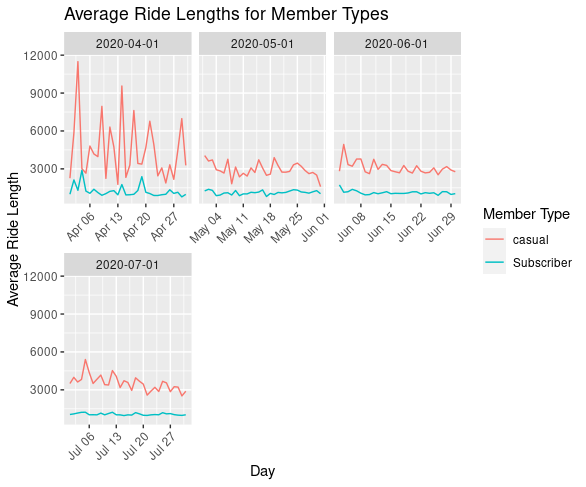 Average Ride Lengths for Member Types
2020-04-01
2020-05-01
2020-06-01
12000
9000
6000
3000
Apr 06
Apr 13
Apr 20
Apr 27
May 04
May 11
May 18
May 25
Jun 01
Jun 08
Jun 15
Jun 22
Jun 29
2020-07-01
12000
9000
6000
3000
Jul 06
Jul 13
Jul 20
Jul 27
Average Ride Length
Day
Member Type
casual
Subscriber